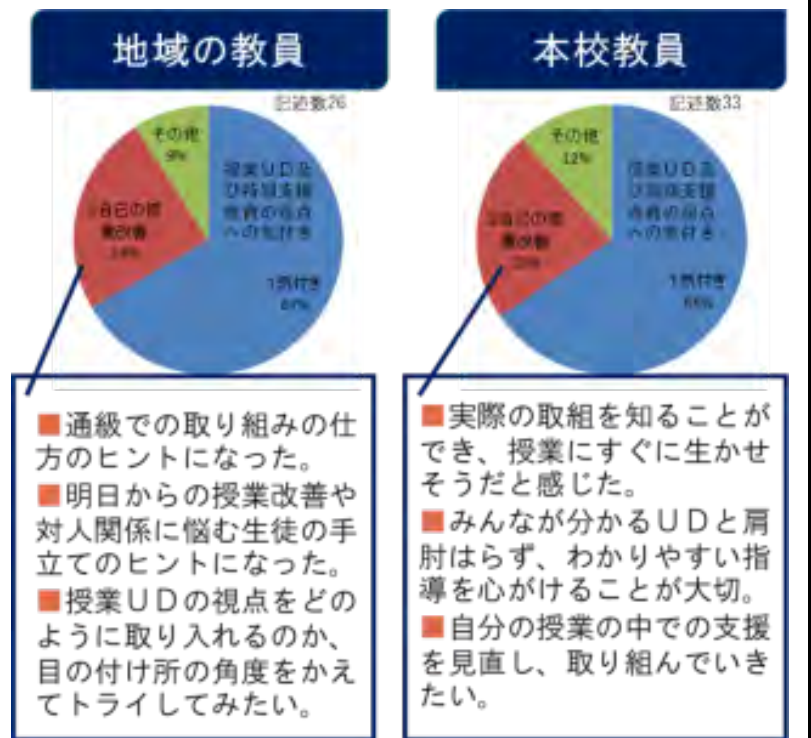 地域の教員
記述数26
その他
9%
授業UD及
び特別支援
教育の視点
への気付き
2自己の授
業改善
24%
1気付き
67%
■通級での取り組みの仕
方のヒントになった。
■明日からの授業改善や
対人関係に悩む生徒の手
立てのヒントになった。
■授業UDの視点をどの
ように取り入れるのか、
目の付け所の角度をかえ
てトライしてみたい。
本校教員
記述数33
その他
12%
授業UD及
び特別支援
教育の視点
への気付き
2自己の授
業改善
1気付き
■実際の取組を知ることが
でき、授業にすぐに生かせ
そうだと感じた。
■みんなが分かるUDと肩
肘はらず、わかりやすい指
導を心がけることが大切。
■自分の授業の中での支援
を見直し、取り組んでいき
たい。